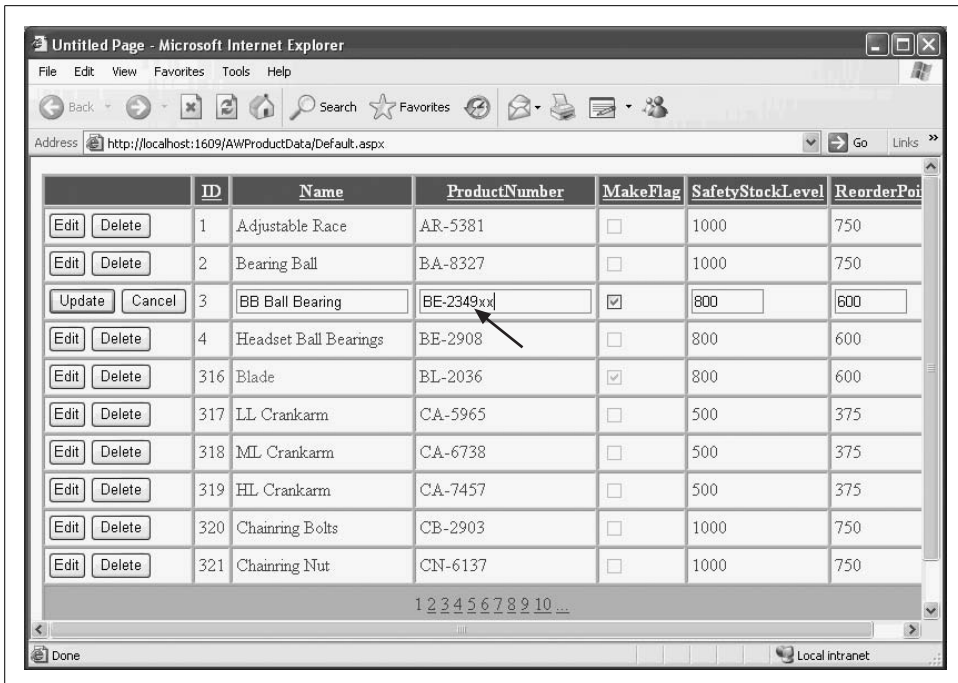 Untitled Page - Microsoft Internet Explorer
File Edit View Favorites Tools Help
Back Search Favorites
Address http://localhost:1609/AWProductData/Default.aspx Go Links »
ID Name ProductNumber MakeFlag SafetyStockLevel ReorderPoi
Edit Delete 1 Adjustable Race AR-5381 1000 750
Edit Delete 2 Bearing Ball BA-8327 1000 750
Update Cancel 3 BB Ball Bearing BE-2349xx 800 600
Edit Delete 4 Headset Ball Bearings BE-2908 800 600
Edit Delete 316 Blade BL-2036 800 600
Edit Delete 317 LL Crankarm CA-5965 500 375
Edit Delete 318 ML Crankarm CA-6738 500 375
Edit Delete 319 HL Crankarm CA-7457 500 375
Edit Delete 320 Chainring Bolts CB-2903 1000 750
Edit Delete 321 Chainring Nut CN-6137 1000 750
1 2 3 4 5 6 7 8 9 10 ...
Done Local intranet